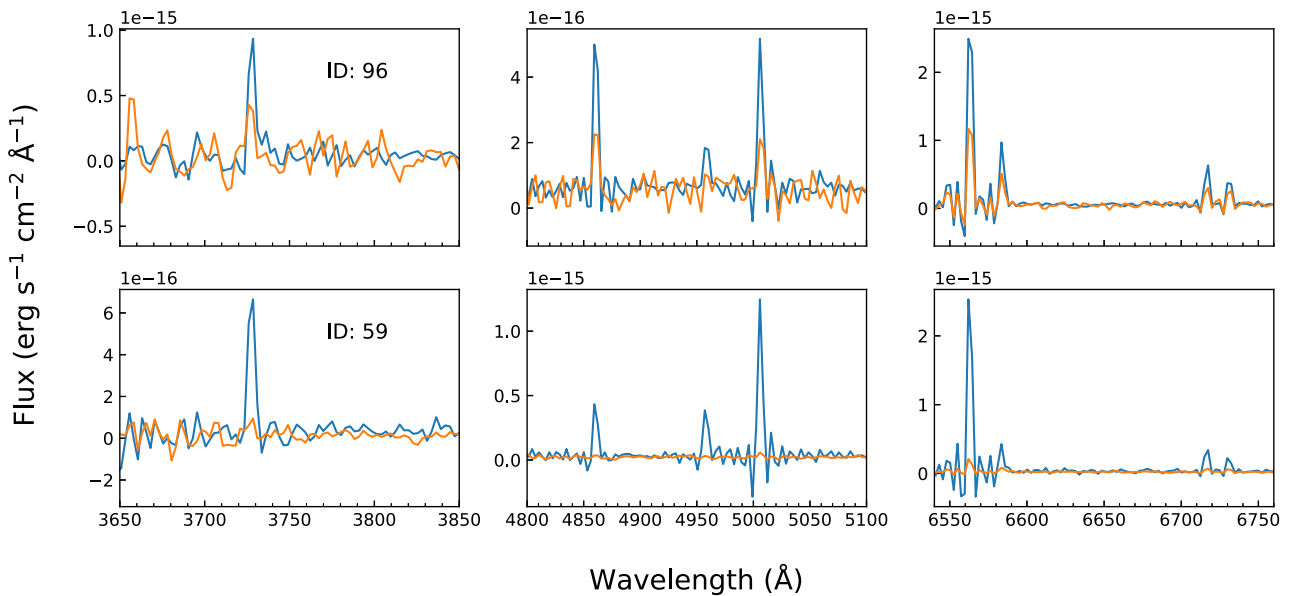 1e−15
1e−16
1e−15
1.0
0.5
0.0
−0.5
ID: 96
4
2
0
2
1
0
Flux (erg s⁻¹ cm⁻² Å⁻¹)
1e−16
1e−15
1e−15
6
4
2
0
−2
ID: 59
1.0
0.5
0.0
2
1
0
3650 3700 3750 3800 3850
4800 4850 4900 4950 5000 5050 5100
6550 6600 6650 6700 6750
Wavelength (Å)